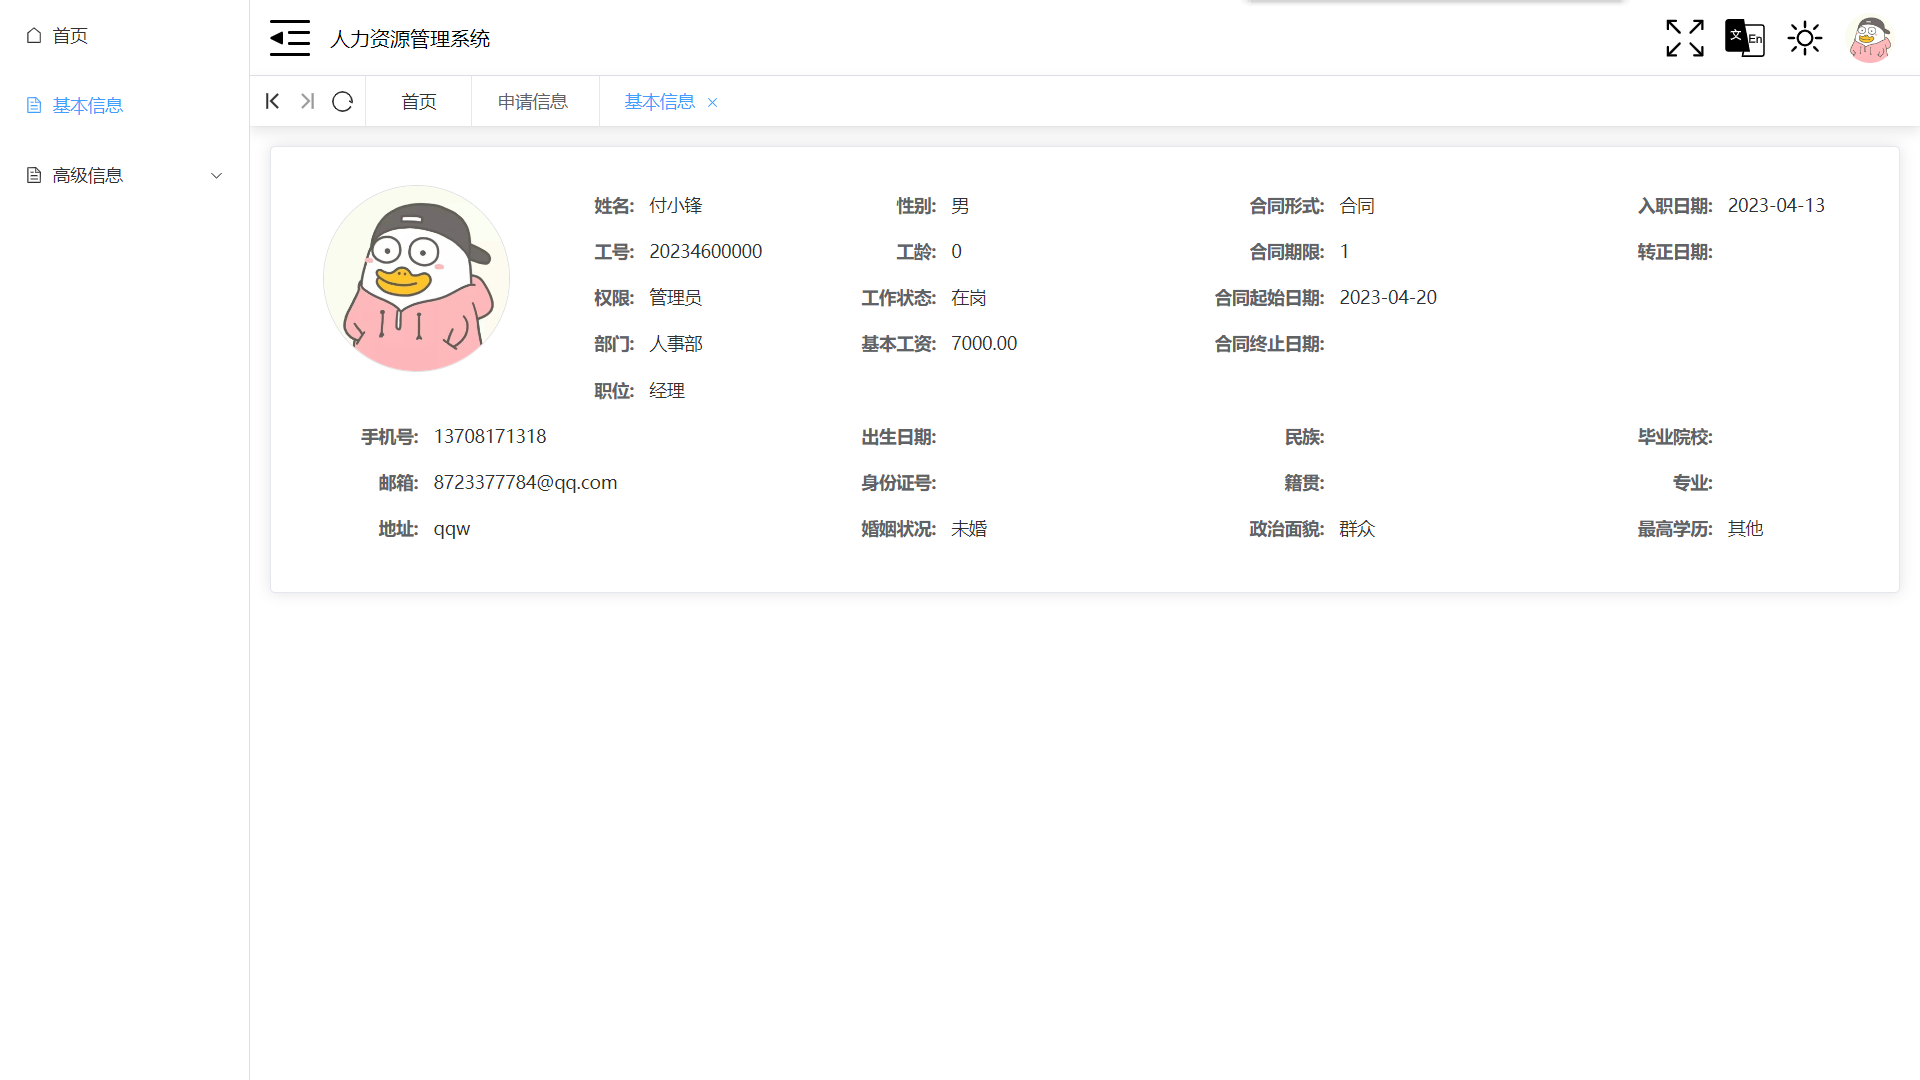 首页
基本信息
高级信息
人力资源管理系统
文 En
首页 申请信息 基本信息
姓名: 付小锋 性别: 男 合同形式: 合同 入职日期: 2023-04-13
工号: 20234600000 工龄: 0 合同期限: 1 转正日期:
权限: 管理员 工作状态: 在岗 合同起始日期: 2023-04-20
部门: 人事部 基本工资: 7000.00 合同终止日期:
职位: 经理
手机号: 13708171318 出生日期: 民族: 毕业院校:
邮箱: 8723377784@qq.com 身份证号: 籍贯: 专业:
地址: qqw 婚姻状况: 未婚 政治面貌: 群众 最高学历: 其他